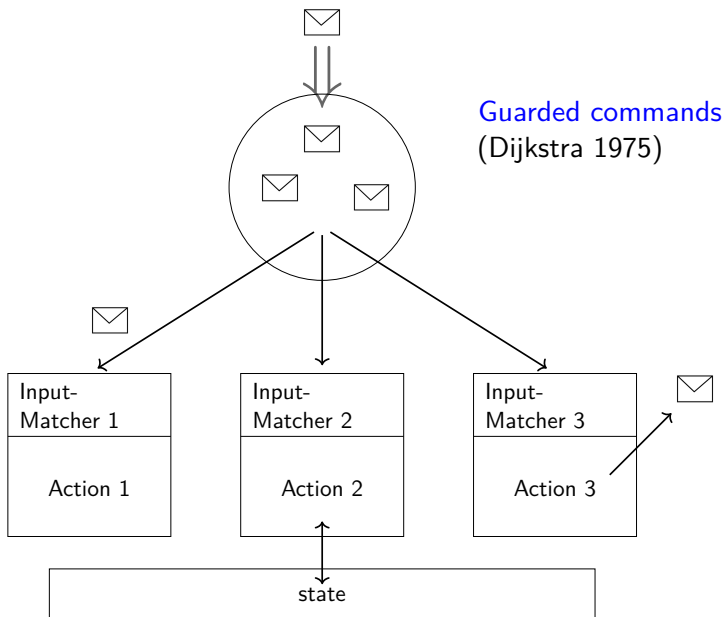 Guarded commands
(Dijkstra 1975)
Input-
Matcher 1
Action 1
Input-
Matcher 2
Action 2
Input-
Matcher 3
Action 3
state